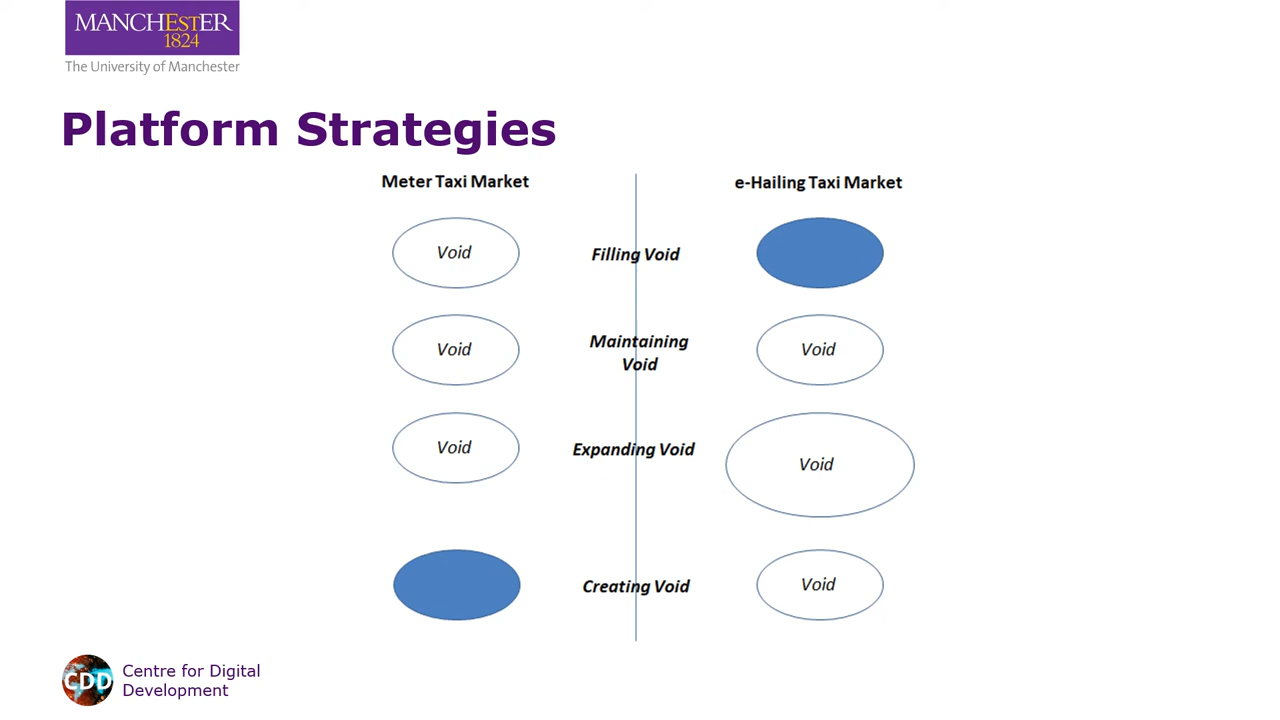 MANCHESTER
1824
The University of Manchester
Platform Strategies
Meter Taxi Market
e-Hailing Taxi Market
Void
Filling Void
Void
Maintaining
Void
Void
Void
Expanding Void
Void
Creating Void
Void
CDD
Centre for Digital
Development